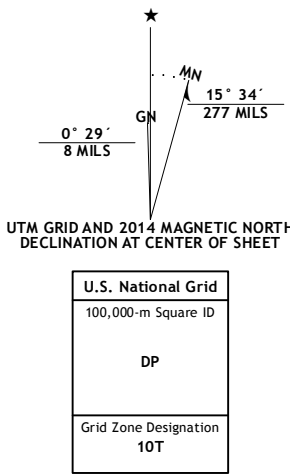 ★
MN
15° 34´
277 MILS
GN
0° 29´
8 MILS
UTM GRID AND 2014 MAGNETIC NORTH
DECLINATION AT CENTER OF SHEET
U.S. National Grid
100,000-m Square ID
DP
Grid Zone Designation
10T